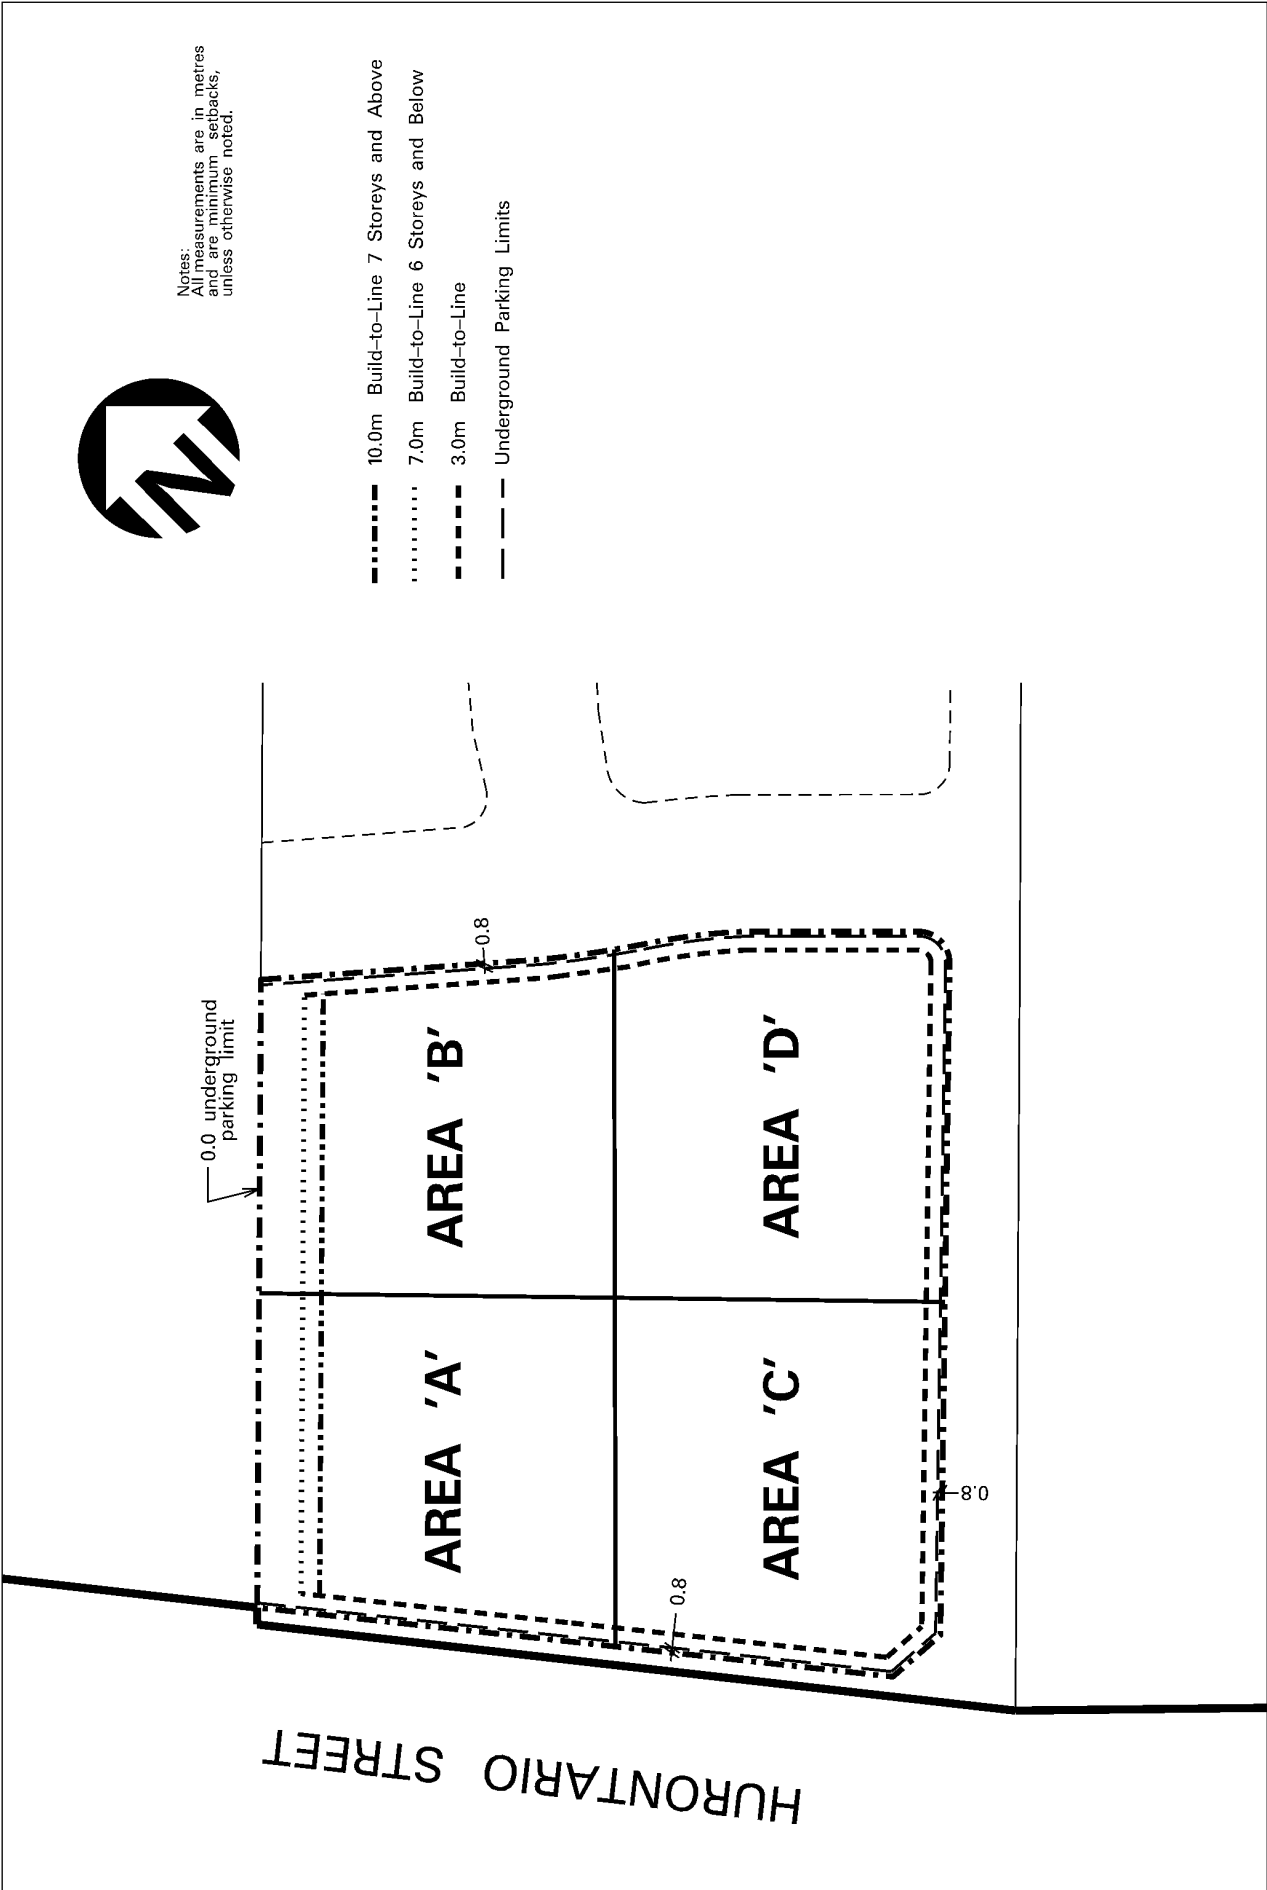 Notes:
All measurements are in metres
and are minimum setbacks,
unless otherwise noted.
N
10.0m Build-to-Line 7 Storeys and Above
7.0m Build-to-Line 6 Storeys and Below
3.0m Build-to-Line
Underground Parking Limits
0.0 underground
parking limit
0.8
AREA 'A'
AREA 'B'
AREA 'C'
AREA 'D'
0.8
0.8
HURONTARIO STREET